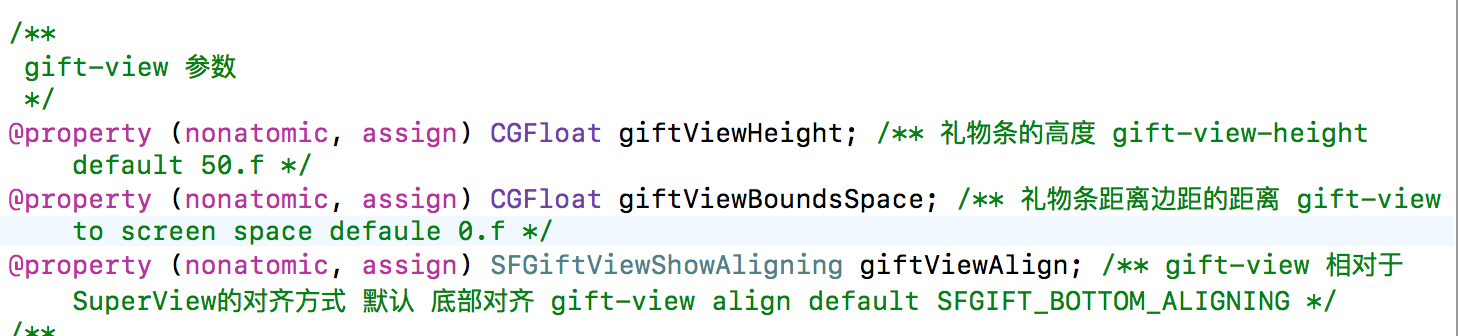 /**
gift-view 参数
*/
@property (nonatomic, assign) CGFloat giftViewHeight; /** 礼物条的高度 gift-view-height
default 50.f */
@property (nonatomic, assign) CGFloat giftViewBoundsSpace; /** 礼物条距离边距的距离 gift-view
to screen space defaule 0.f */
@property (nonatomic, assign) SFGiftViewShowAligning giftViewAlign; /** gift-view 相对于
SuperView的对齐方式 默认 底部对齐 gift-view align default SFGIFT_BOTTOM_ALIGNING */
/**